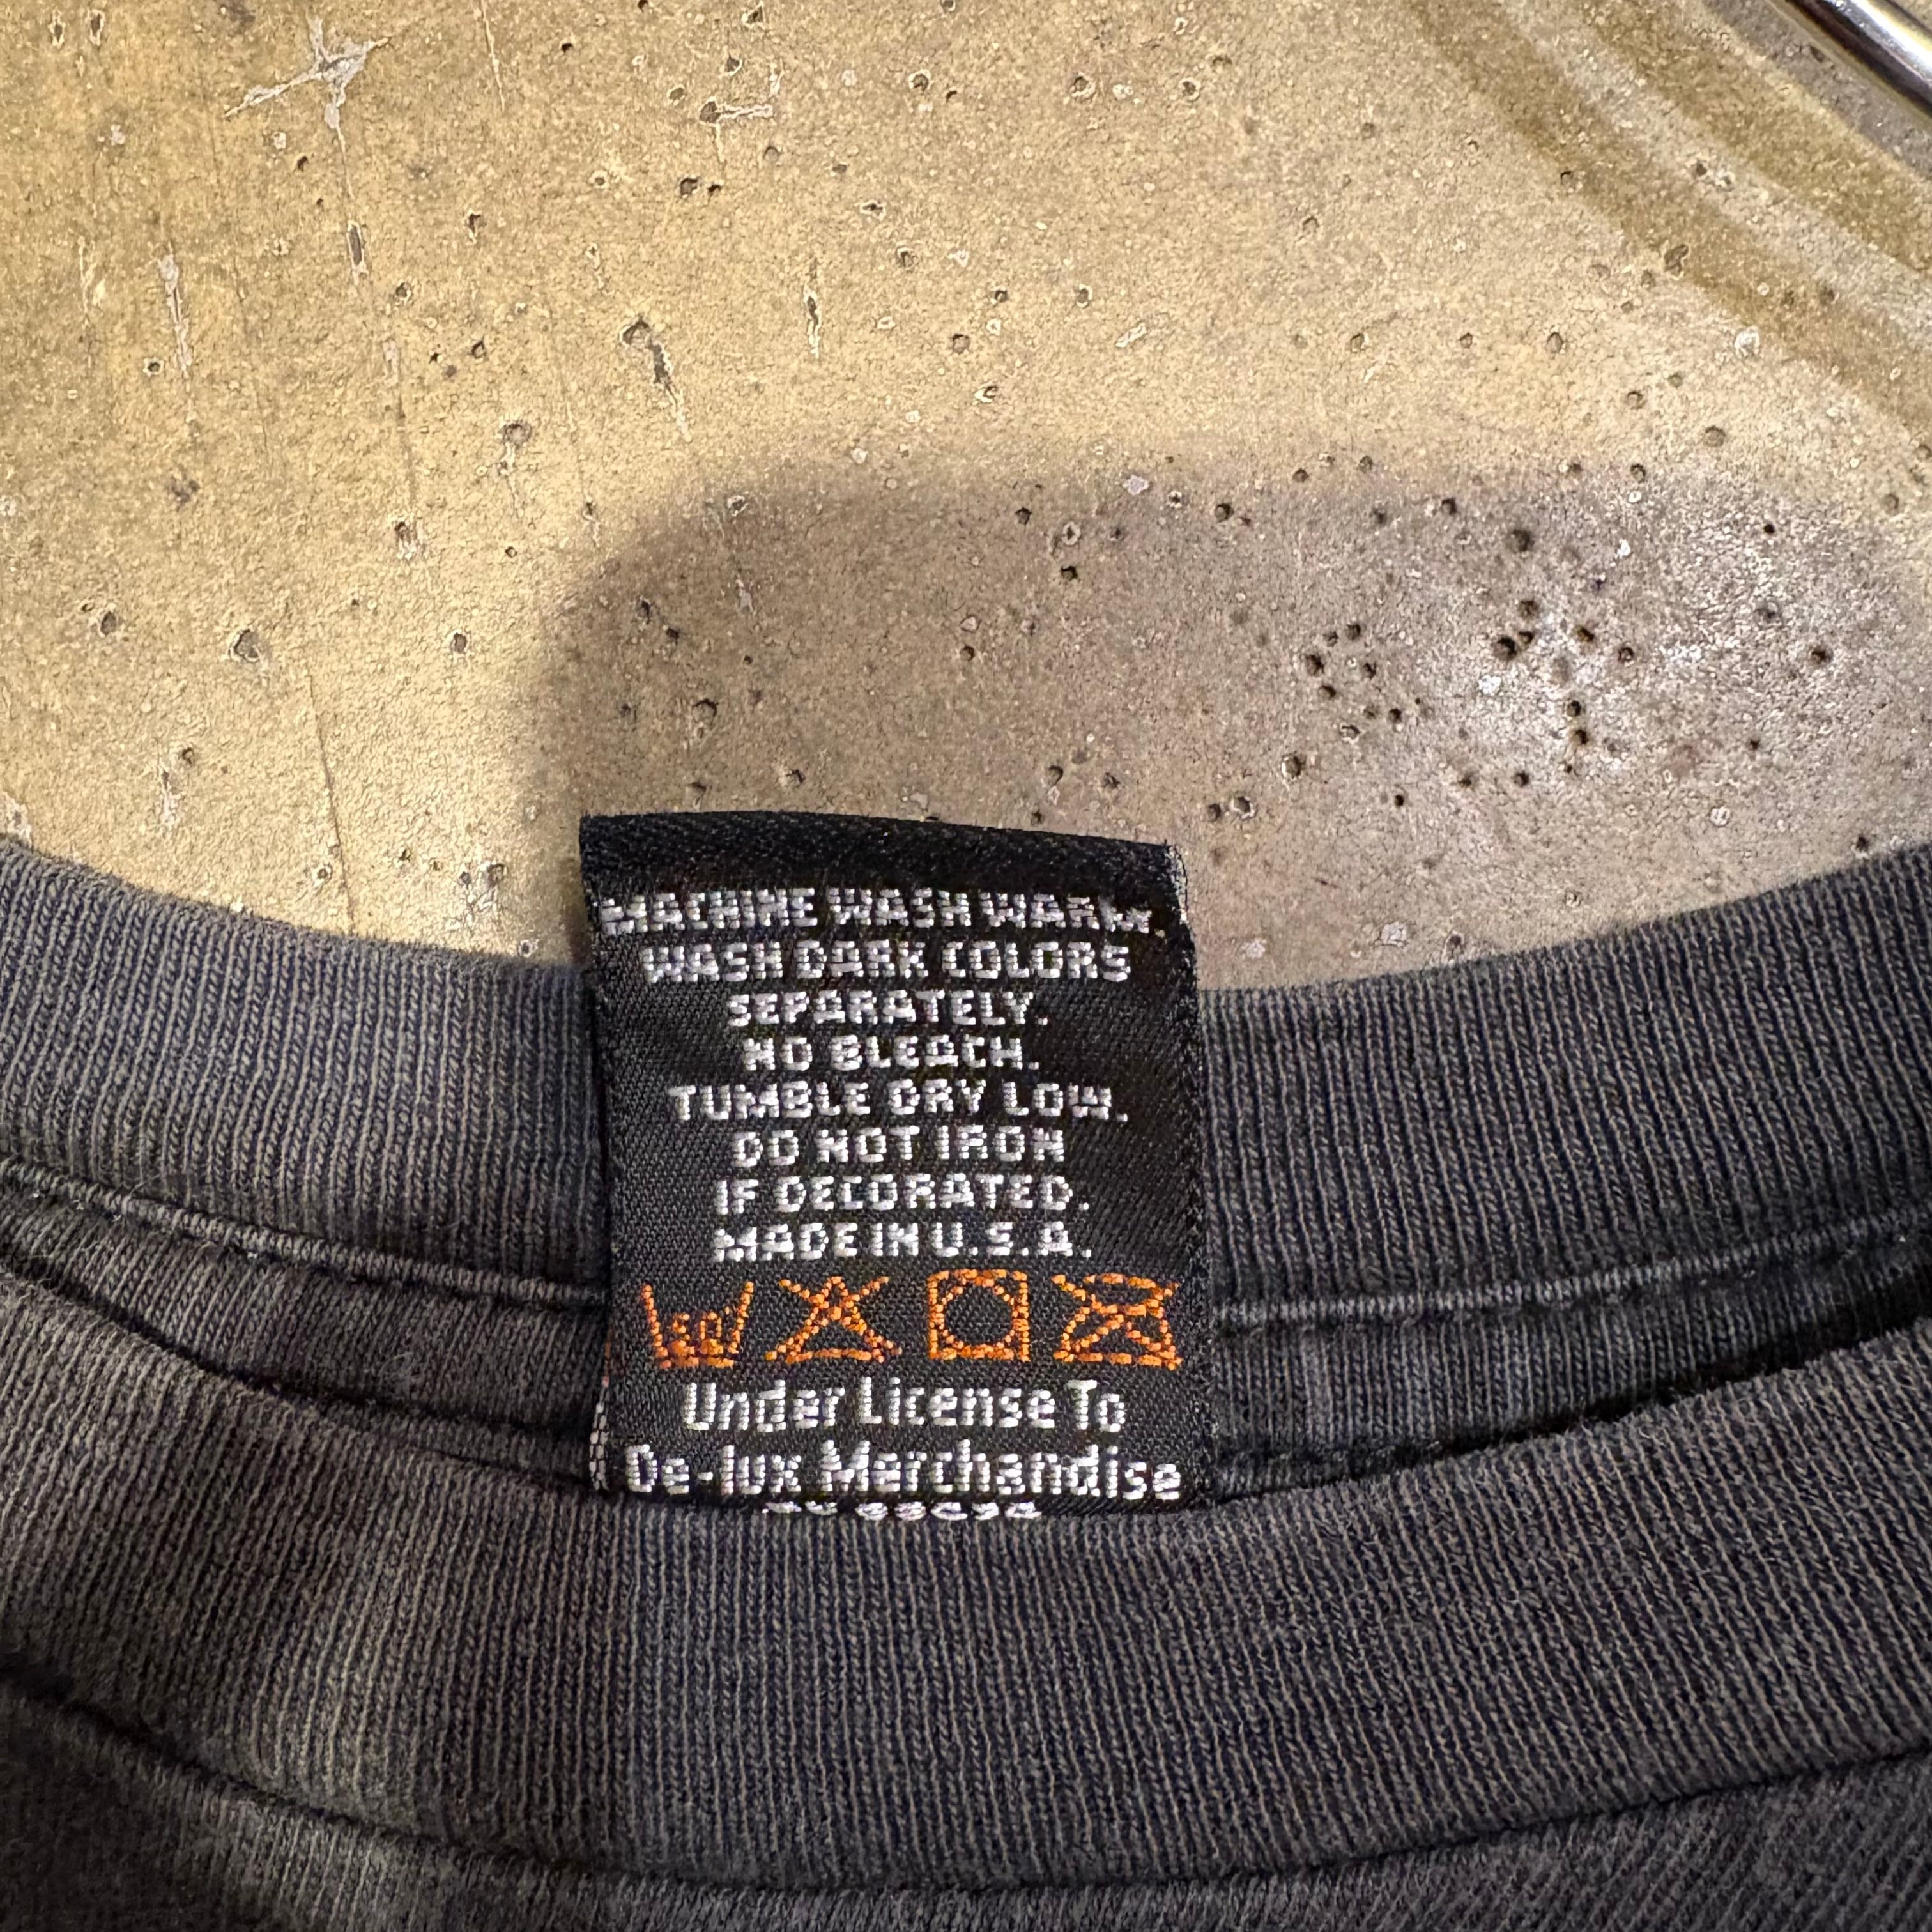 MACHINE WASH WARM.
WASH DARK COLORS
SEPARATELY.
NO BLEACH.
TUMBLE DRY LOW.
DO NOT IRON
IF DECORATED.
MADE IN U.S.A.
Under License To
De-lux Merchandise